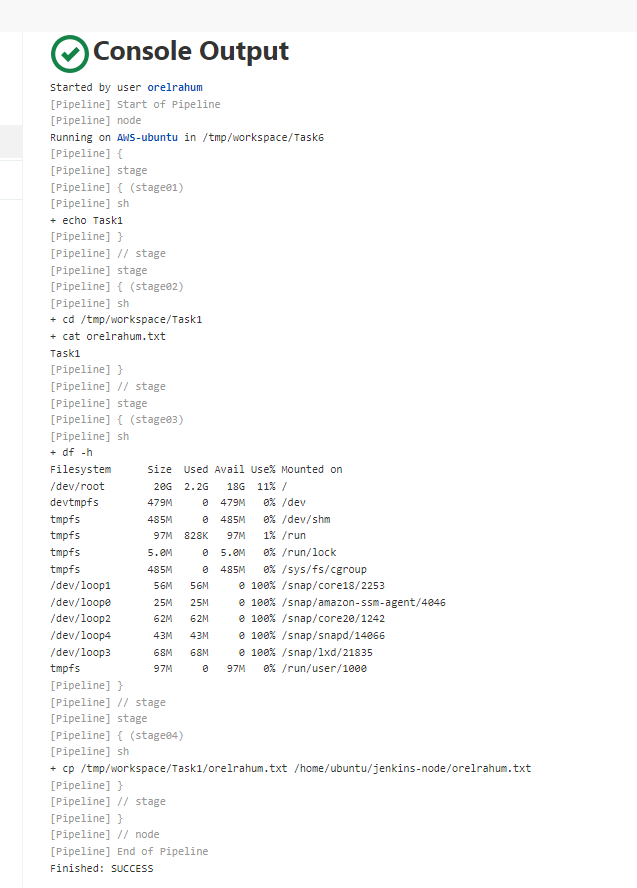 Console Output
Started by user orelrahum
[Pipeline] Start of Pipeline
[Pipeline] node
Running on AWS-ubuntu in /tmp/workspace/Task6
[Pipeline] {
[Pipeline] stage
[Pipeline] { (stage01)
[Pipeline] sh
+ echo Task1
[Pipeline] }
[Pipeline] // stage
[Pipeline] stage
[Pipeline] { (stage02)
[Pipeline] sh
+ cd /tmp/workspace/Task1
+ cat orelrahum.txt
Task1
[Pipeline] }
[Pipeline] // stage
[Pipeline] stage
[Pipeline] { (stage03)
[Pipeline] sh
+ df -h
Filesystem      Size  Used Avail Use% Mounted on
/dev/root        20G  2.2G   18G  11% /
devtmpfs        479M     0  479M   0% /dev
tmpfs           485M     0  485M   0% /dev/shm
tmpfs            97M  828K   97M   1% /run
tmpfs           5.0M     0  5.0M   0% /run/lock
tmpfs           485M     0  485M   0% /sys/fs/cgroup
/dev/loop1       56M   56M     0 100% /snap/core18/2253
/dev/loop0       25M   25M     0 100% /snap/amazon-ssm-agent/4046
/dev/loop2       62M   62M     0 100% /snap/core20/1242
/dev/loop4       43M   43M     0 100% /snap/snapd/14066
/dev/loop3       68M   68M     0 100% /snap/lxd/21835
tmpfs            97M     0   97M   0% /run/user/1000
[Pipeline] }
[Pipeline] // stage
[Pipeline] stage
[Pipeline] { (stage04)
[Pipeline] sh
+ cp /tmp/workspace/Task1/orelrahum.txt /home/ubuntu/jenkins-node/orelrahum.txt
[Pipeline] }
[Pipeline] // stage
[Pipeline] }
[Pipeline] // node
[Pipeline] End of Pipeline
Finished: SUCCESS